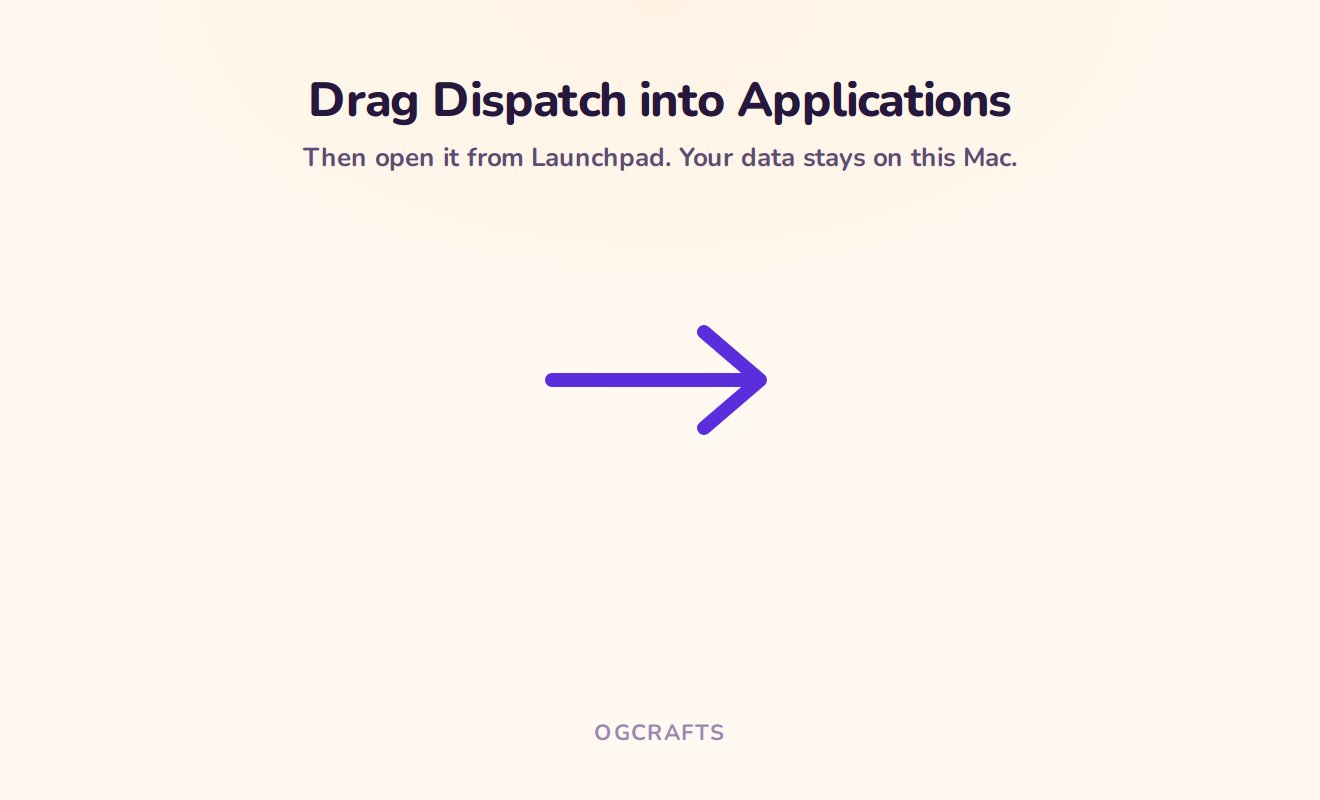 Drag Dispatch into Applications
Then open it from Launchpad. Your data stays on this Mac.
OGCRAFTS